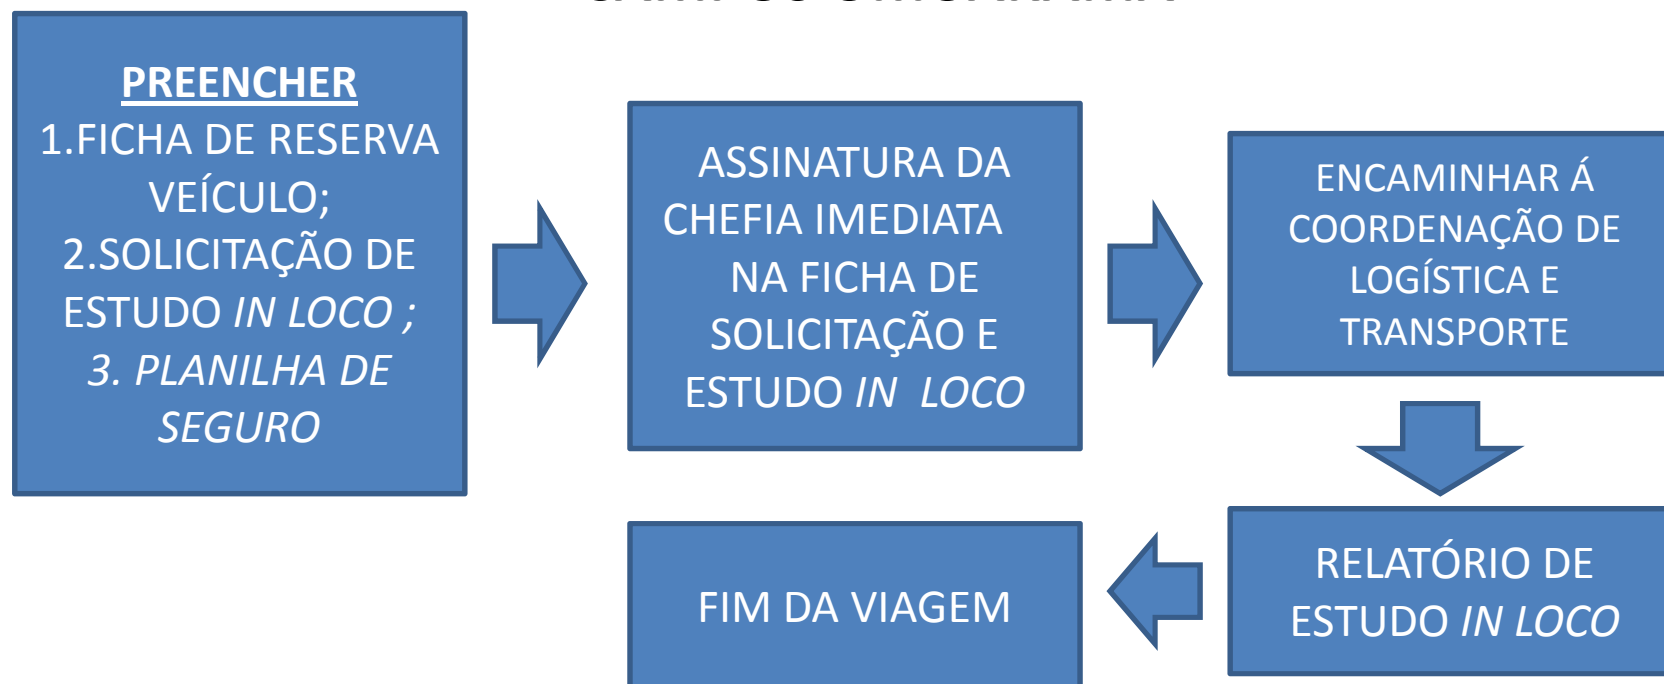 PREENCHER
1.FICHA DE RESERVA
VEÍCULO;
2.SOLICITAÇÃO DE
ESTUDO IN LOCO ;
3. PLANILHA DE
SEGURO
ASSINATURA DA
CHEFIA IMEDIATA
NA FICHA DE
SOLICITAÇÃO E
ESTUDO IN LOCO
ENCAMINHAR Á
COORDENAÇÃO DE
LOGÍSTICA E
TRANSPORTE
RELATÓRIO DE
ESTUDO IN LOCO
FIM DA VIAGEM